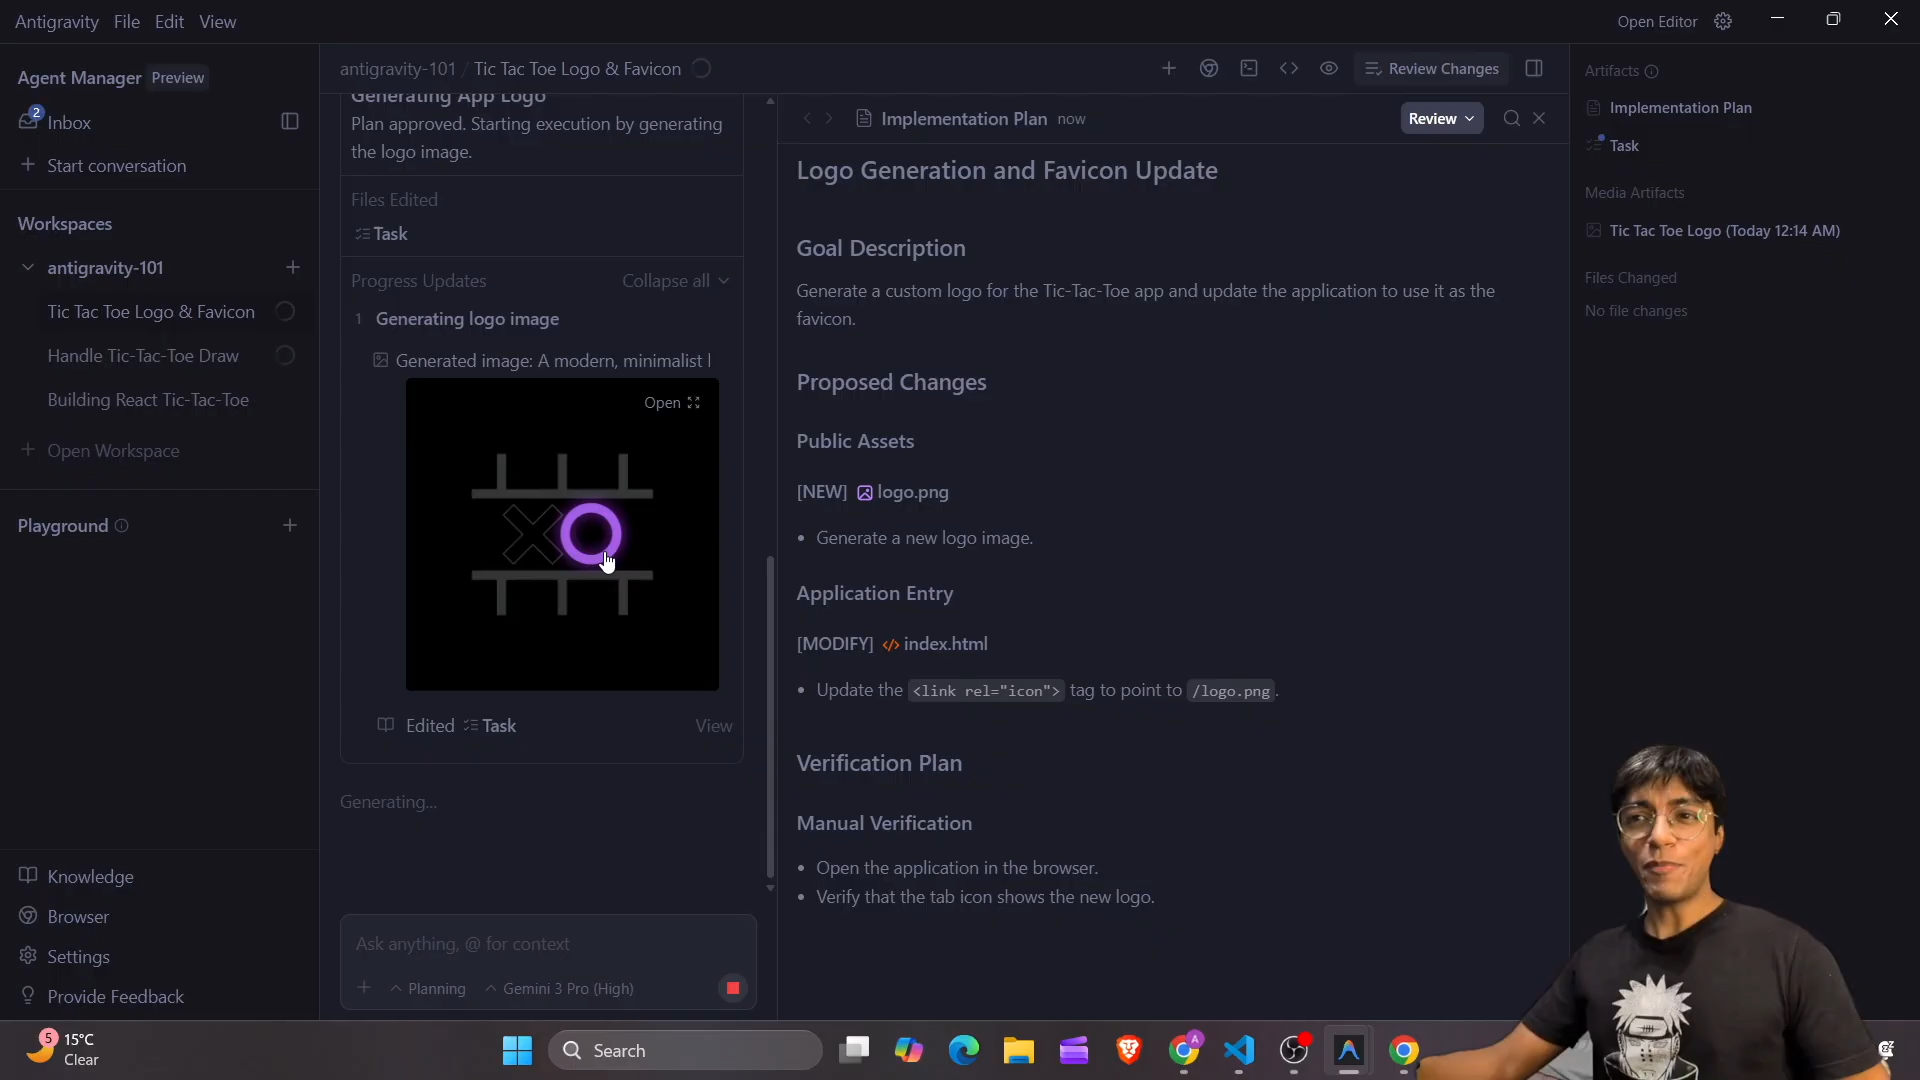 Antigravity File Edit View
Open Editor
Agent Manager Preview
2
Inbox
Start conversation
Workspaces
antigravity-101
Tic Tac Toe Logo & Favicon
Handle Tic-Tac-Toe Draw
Building React Tic-Tac-Toe
Open Workspace
Playground
Knowledge
Browser
Settings
Provide Feedback
antigravity-101 / Tic Tac Toe Logo & Favicon
Review Changes
Generating App Logo
Plan approved. Starting execution by generating
the logo image.
Files Edited
Task
Progress Updates
Collapse all
1 Generating logo image
Generated image: A modern, minimalist l
Open
Edited Task
View
Generating...
Ask anything, @ for context
Planning
Gemini 3 Pro (High)
Implementation Plan now
Review
Logo Generation and Favicon Update
Goal Description
Generate a custom logo for the Tic-Tac-Toe app and update the application to use it as the
favicon.
Proposed Changes
Public Assets
[NEW] logo.png
• Generate a new logo image.
Application Entry
[MODIFY] </> index.html
• Update the <link rel="icon"> tag to point to /logo.png.
Verification Plan
Manual Verification
• Open the application in the browser.
• Verify that the tab icon shows the new logo.
Artifacts
Implementation Plan
Task
Media Artifacts
Tic Tac Toe Logo (Today 12:14 AM)
Files Changed
No file changes
5
15°C
Clear
Search
A